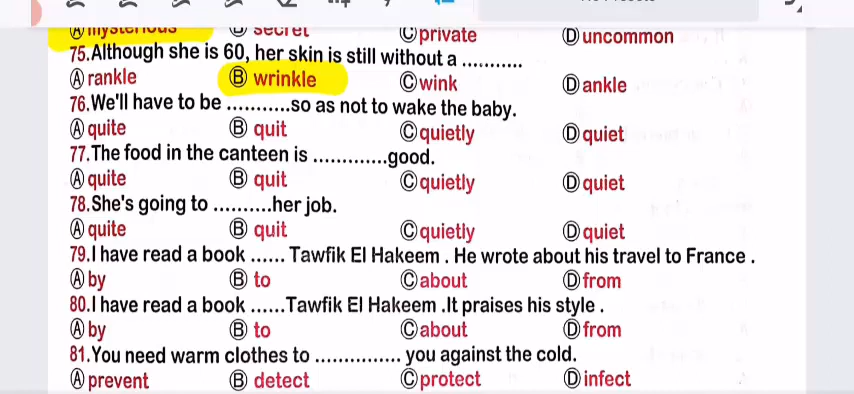 Ⓐ mysterious Ⓑ secret Ⓒ private Ⓓ uncommon
75.Although she is 60, her skin is still without a ...........
Ⓐ rankle Ⓑ wrinkle Ⓒ wink Ⓓ ankle
76.We'll have to be ...........so as not to wake the baby.
Ⓐ quite Ⓑ quit Ⓒ quietly Ⓓ quiet
77.The food in the canteen is .............good.
Ⓐ quite Ⓑ quit Ⓒ quietly Ⓓ quiet
78.She's going to ..........her job.
Ⓐ quite Ⓑ quit Ⓒ quietly Ⓓ quiet
79.I have read a book ...... Tawfik El Hakeem . He wrote about his travel to France .
Ⓐ by Ⓑ to Ⓒ about Ⓓ from
80.I have read a book ......Tawfik El Hakeem .It praises his style .
Ⓐ by Ⓑ to Ⓒ about Ⓓ from
81.You need warm clothes to ............... you against the cold.
Ⓐ prevent Ⓑ detect Ⓒ protect Ⓓ infect